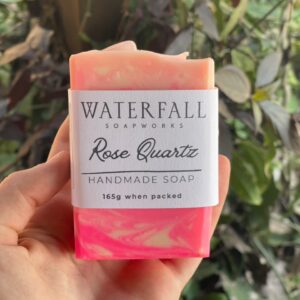 WATERFALL
SOAPWORKS
Rose Quartz
HANDMADE SOAP
165g when packed